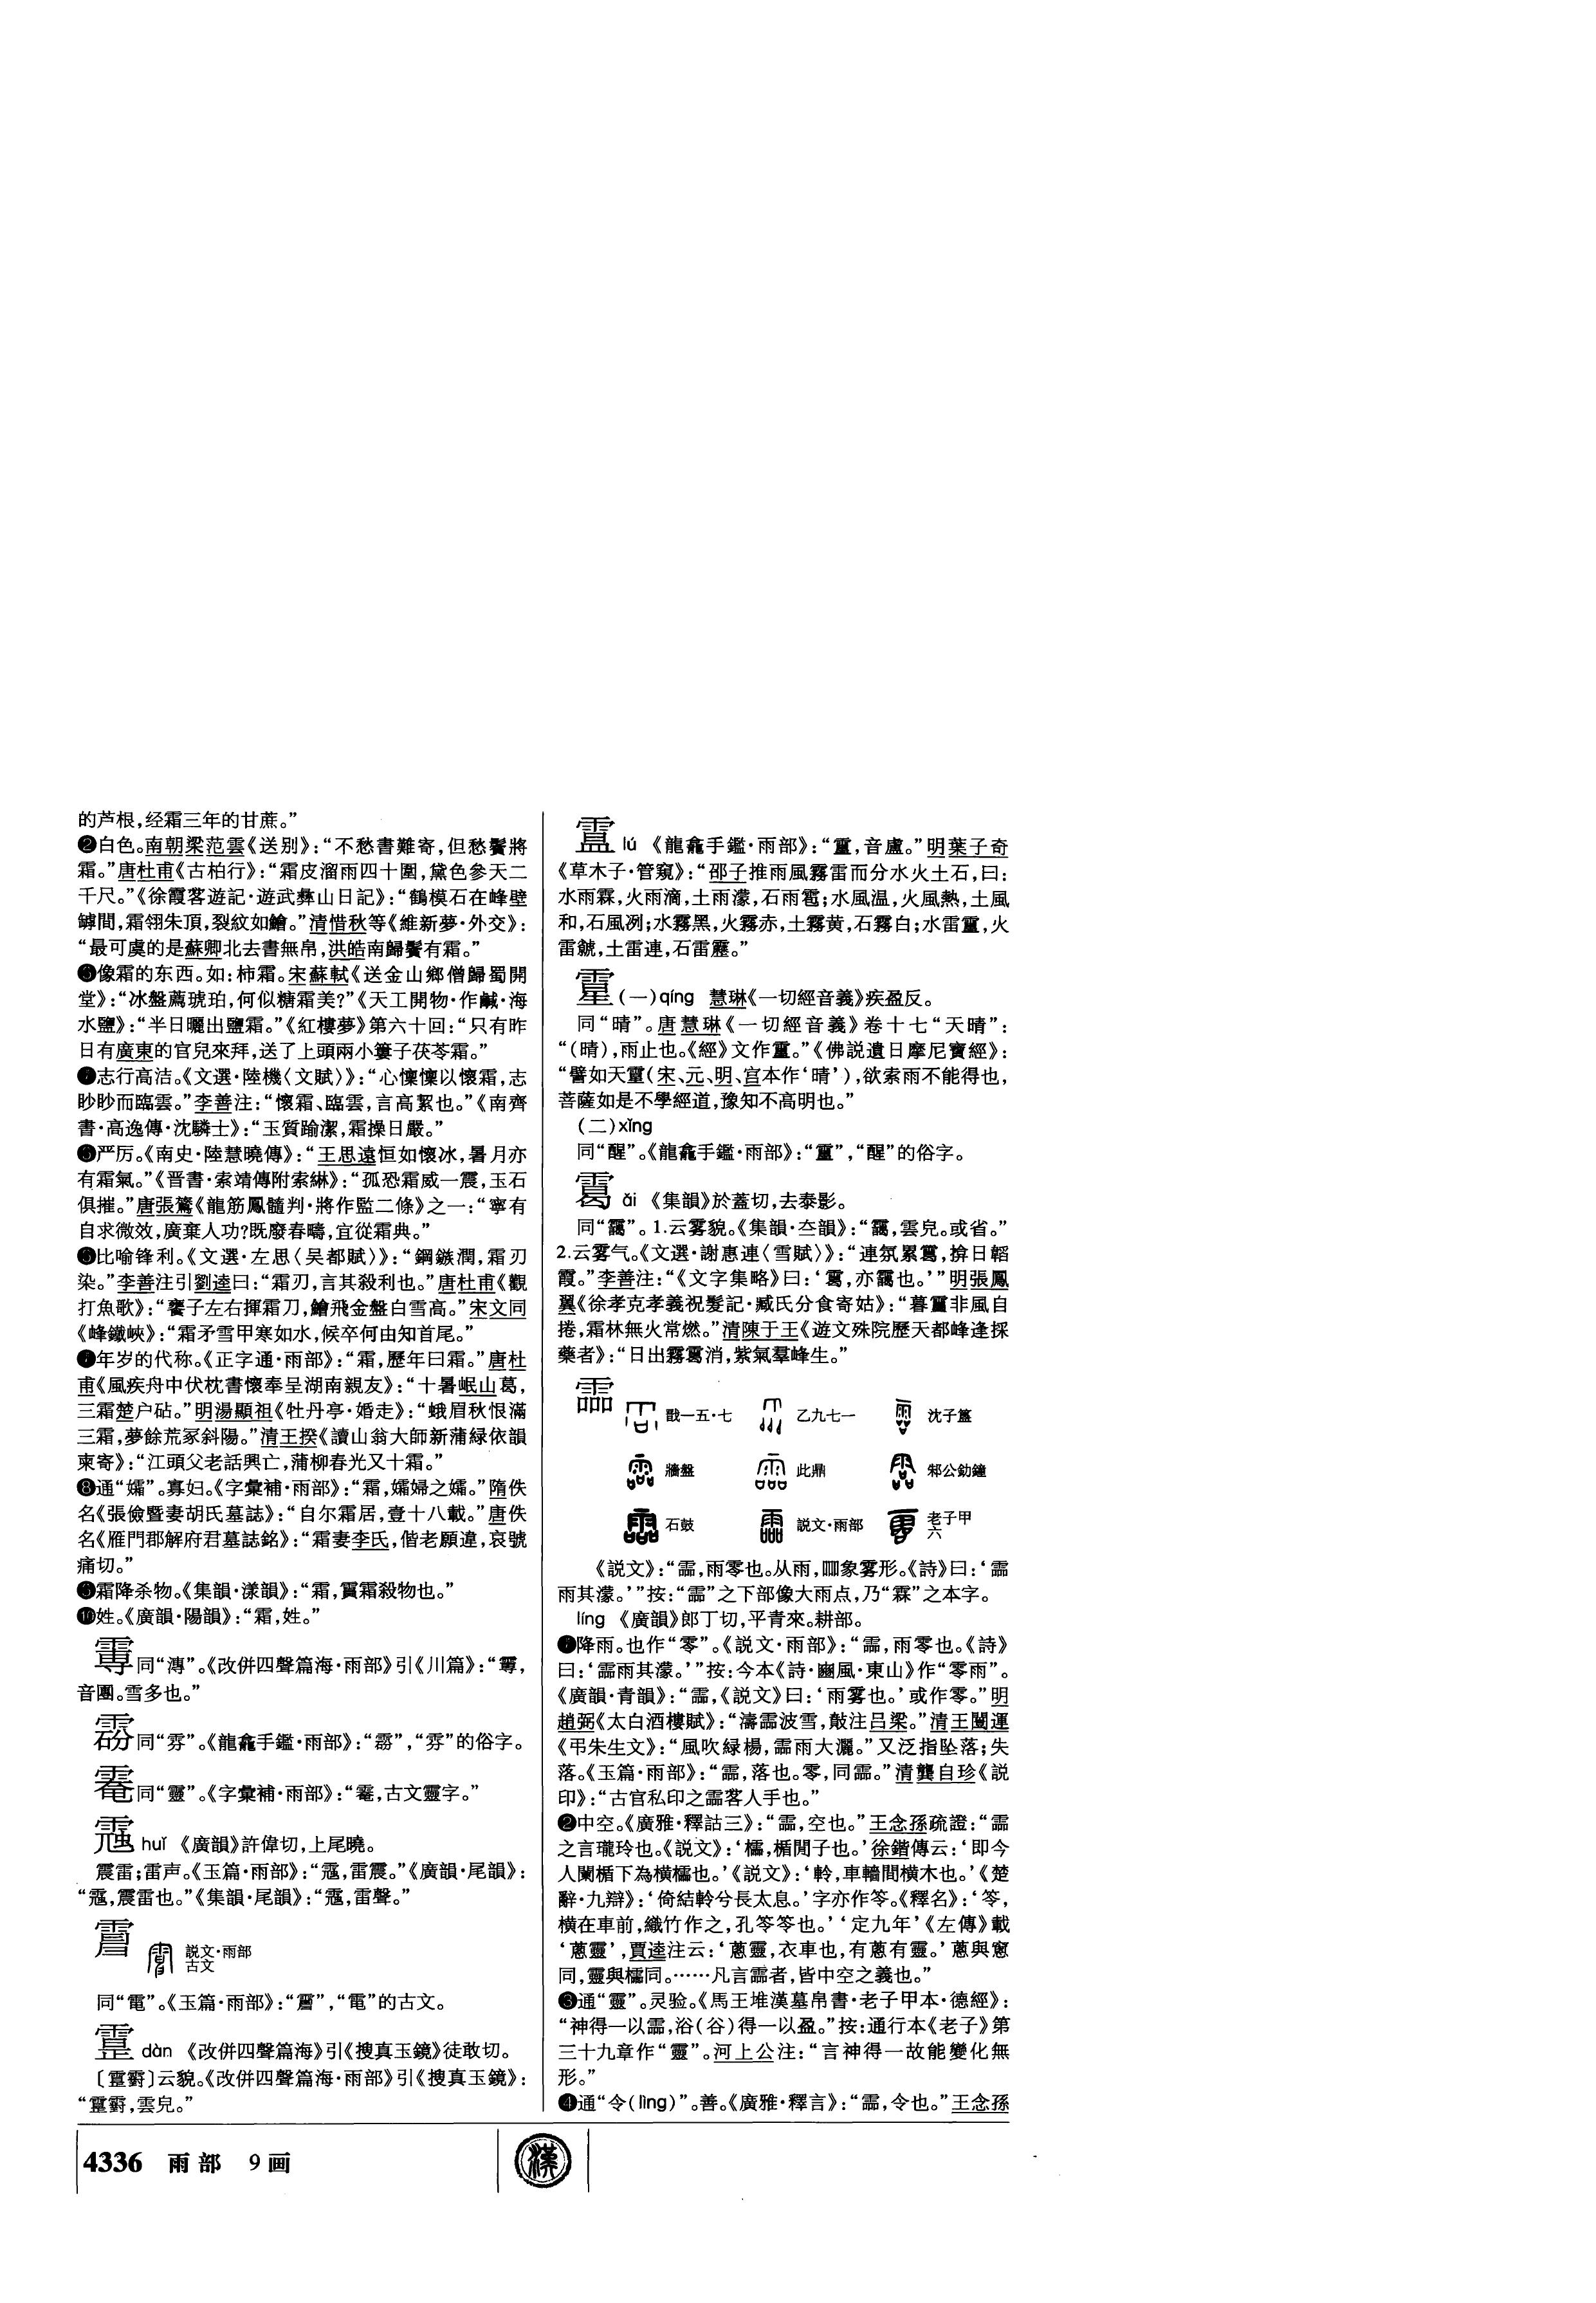 的芦根,经霜三年的甘蔗。”
❷白色。南朝梁范雲《送别》:“不愁書難寄,但愁鬢將
霜。”唐杜甫《古柏行》:“霜皮溜雨四十圍,黛色參天二
千尺。”《徐霞客遊記·遊武彝山日記》:“鶴模石在峰壁
罅間,霜翎朱頂,裂紋如繪。”清惜秋等《維新夢·外交》:
“最可虞的是蘇卿北去書無帛,洪皓南歸鬢有霜。”
❸像霜的东西。如:柿霜。宋蘇軾《送金山鄉僧歸蜀開
堂》:“冰盤薦琥珀,何似糖霜美?”《天工開物·作鹹·海
水鹽》:“半日曬出鹽霜。”《紅樓夢》第六十回:“只有昨
日有廣東的官兒來拜,送了上頭兩小簍子茯苓霜。”
❹志行高洁。《文選·陸機〈文賦〉》:“心懍懍以懷霜,志
眇眇而臨雲。”李善注:“懷霜、臨雲,言高絜也。”《南齊
書·高逸傳·沈驎士》:“玉質踰潔,霜操日嚴。”
❺严厉。《南史·陸慧曉傳》:“王思遠恒如懷冰,暑月亦
有霜氣。”《晋書·索靖傳附索綝》:“孤恐霜威一震,玉石
俱摧。”唐張鷟《龍筋鳳髓判·將作監二條》之一:“寧有
自求微效,廣棄人功?既廢春疇,宜從霜典。”
❻比喻锋利。《文選·左思〈吴都賦〉》:“鋼鏃潤,霜刃
染。”李善注引劉逵曰:“霜刃,言其殺利也。”唐杜甫《觀
打魚歌》:“饔子左右揮霜刀,鱠飛金盤白雪高。”宋文同
《峰鐵峽》:“霜矛雪甲寒如水,候卒何由知首尾。”
❼年岁的代称。《正字通·雨部》:“霜,歷年曰霜。”唐杜
甫《風疾舟中伏枕書懷奉呈湖南親友》:“十暑岷山葛,
三霜楚户砧。”明湯顯祖《牡丹亭·婚走》:“蛾眉秋恨滿
三霜,夢餘荒冢斜陽。”清王揆《讀山翁大師新蒲緑依韻
柬寄》:“江頭父老話興亡,蒲柳春光又十霜。”
❽通“孀”。寡妇。《字彙補·雨部》:“霜,孀婦之孀。”隋佚
名《張儉暨妻胡氏墓誌》:“自尔霜居,壹十八載。”唐佚
名《雁門郡解府君墓誌銘》:“霜妻李氏,偕老願違,哀號
痛切。”
❾霜降杀物。《集韻·漾韻》:“霜,霣霜殺物也。”
❿姓。《廣韻·陽韻》:“霜,姓。”
同“漙”。《改併四聲篇海·雨部》引《川篇》:“
音團。雪多也。”
同“雰”。《龍龕手鑑·雨部》:“”,“雰”的俗字。
同“靈”。《字彙補·雨部》:“,古文靈字。”
huǐ 《廣韻》許偉切,上尾曉。
震雷;雷声。《玉篇·雨部》:“,雷震。”《廣韻·尾韻》:
“,震雷也。”《集韻·尾韻》:“,雷聲。”
説文·雨部
古文
同“電”。《玉篇·雨部》:“”,“電”的古文。
dàn 《改併四聲篇海》引《搜真玉鏡》徒敢切。
〔〕云貌。《改併四聲篇海·雨部》引《搜真玉鏡》:
“,雲皃。”
lú 《龍龕手鑑·雨部》:“,音盧。”明葉子奇
《草木子·管窺》:“邵子推雨風霧雷而分水火土石,曰:
水雨霖,火雨滴,土雨濛,石雨雹;水風温,火風熱,土風
和,石風冽;水霧黑,火霧赤,土霧黄,石霧白;水雷,火
雷虩,土雷連,石雷靂。”
(一)qíng 慧琳《一切經音義》疾盈反。
同“晴”。唐慧琳《一切經音義》卷十七“天晴”:
“(晴),雨止也。《經》文作。”《佛説遺日摩尼寶經》:
“譬如天(宋、元、明、宫本作‘晴’),欲索雨不能得也,
菩薩如是不學經道,豫知不高明也。”
(二)xǐng
同“醒”。《龍龕手鑑·雨部》:“”,“醒”的俗字。
ǎi 《集韻》於蓋切,去泰影。
同“靄”。1.云雾貌。《集韻·夳韻》:“靄,雲皃。或省。”
2.云雾气。《文選·謝惠連〈雪賦〉》:“連氛累,揜日韜
霞。”李善注:“《文字集略》曰:‘,亦靄也。’”明張鳳
翼《徐孝克孝義祝髮記·臧氏分食寄姑》:“暮非風自
捲,霜林無火常燃。”清陳于王《遊文殊院歷天都峰逢採
藥者》:“日出霧消,紫氣羣峰生。”
霝 戩一五·七 乙九七一 沈子簋
牆盤 此鼎 邾公釛鐘
石鼓 説文·雨部 老子甲
六
《説文》:“霝,雨零也。从雨,𠱠象雾形。《詩》曰:‘霝
雨其濛。’”按:“霝”之下部像大雨点,乃“霖”之本字。
líng 《廣韻》郎丁切,平青來。耕部。
❶降雨。也作“零”。《説文·雨部》:“霝,雨零也。《詩》
曰:‘霝雨其濛。’”按:今本《詩·豳風·東山》作“零雨”。
《廣韻·青韻》:“霝,《説文》曰:‘雨雾也。’或作零。”明
趙弼《太白酒樓賦》:“濤霝波雪,敲注吕梁。”清王闓運
《弔朱生文》:“風吹緑楊,霝雨大灑。”又泛指坠落;失
落。《玉篇·雨部》:“霝,落也。零,同霝。”清龔自珍《説
印》:“古官私印之霝落人手也。”
❷中空。《廣雅·釋詁三》:“霝,空也。”王念孫疏證:“霝
之言瓏玲也。《説文》:‘櫺,楯閒子也。’徐鍇傳云:‘即今
人闌楯下為横櫺也。’《説文》:‘軨,車轖間横木也。’《楚
辭·九辯》:‘倚結軨兮長太息。’字亦作笭。《釋名》:‘笭,
横在車前,織竹作之,孔笭笭也。’‘定九年’《左傳》載
‘蔥靈’,賈逵注云:‘蔥靈,衣車也,有蔥有靈。’蔥與窻
同,靈與櫺同。……凡言霝者,皆中空之義也。”
❸通“靈”。灵验。《馬王堆漢墓帛書·老子甲本·德經》:
“神得一以霝,浴(谷)得一以盈。”按:通行本《老子》第
三十九章作“靈”。河上公注:“言神得一故能變化無
形。”
❹通“令(lìng)”。善。《廣雅·釋言》:“霝,令也。”王念孫
4336 雨部 9画
漢